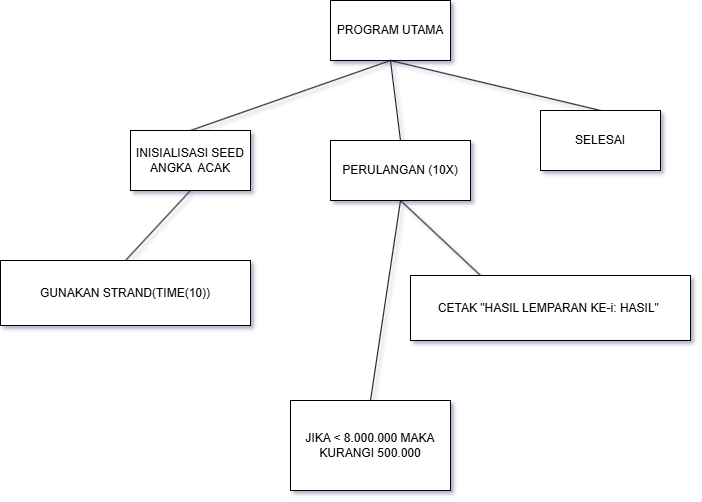 PROGRAM UTAMA
INISIALISASI SEED
ANGKA ACAK
PERULANGAN (10X)
SELESAI
GUNAKAN STRAND(TIME(10))
CETAK "HASIL LEMPARAN KE-i: HASIL"
JIKA < 8.000.000 MAKA
KURANGI 500.000